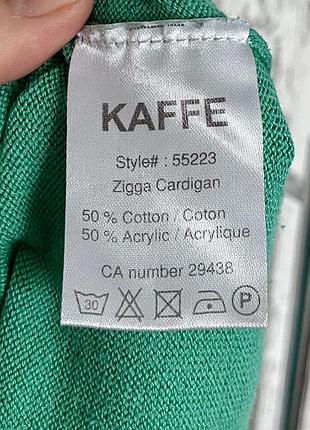 KAFFE
Style# : 55223
Zigga Cardigan
50 % Cotton / Coton
50 % Acrylic / Acrylique
CA number 29438
30 P